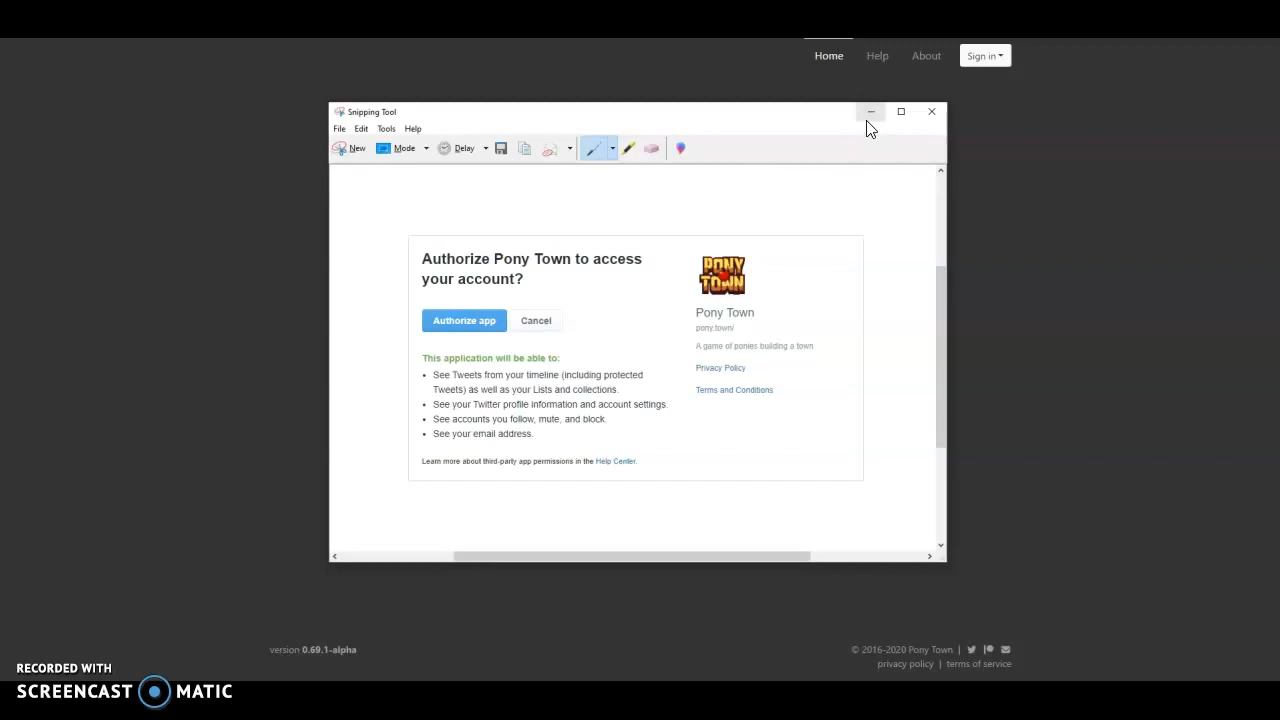 Home Help About Sign in
Snipping Tool
File Edit Tools Help
New Mode Delay
Authorize Pony Town to access
your account?
Authorize app Cancel
This application will be able to:
• See Tweets from your timeline (including protected
Tweets) as well as your Lists and collections.
• See your Twitter profile information and account settings.
• See accounts you follow, mute, and block.
• See your email address.
Learn more about third-party app permissions in the Help Center.
PONY
TOWN
Pony Town
pony.town/
A game of ponies building a town
Privacy Policy
Terms and Conditions
version 0.69.1-alpha
© 2016-2020 Pony Town |
privacy policy | terms of service
RECORDED WITH
SCREENCAST MATIC